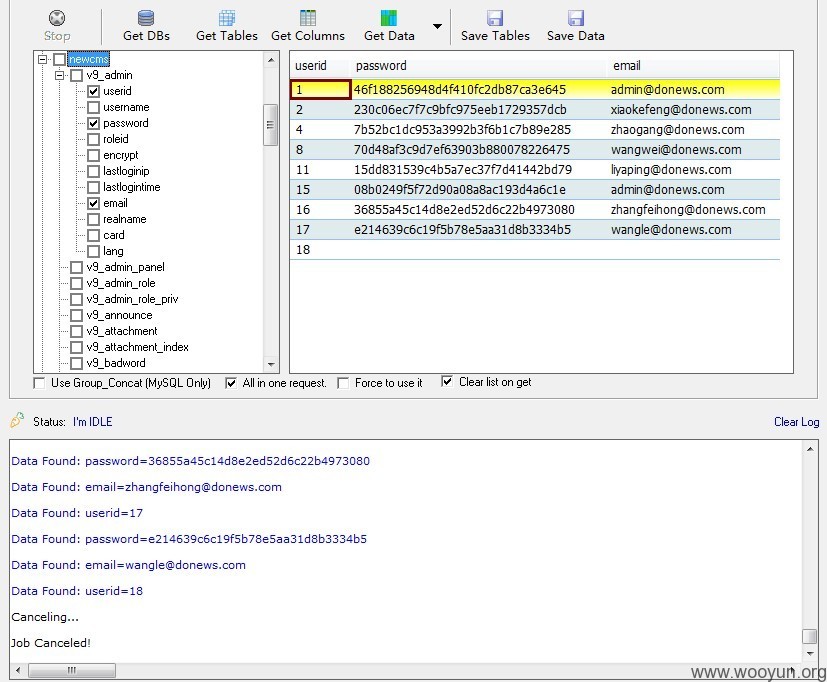 Stop Get DBs Get Tables Get Columns Get Data Save Tables Save Data
newcms
v9_admin
userid
username
password
roleid
encrypt
lastloginip
lastlogintime
email
realname
card
lang
v9_admin_panel
v9_admin_role
v9_admin_role_priv
v9_announce
v9_attachment
v9_attachment_index
v9_badword
userid password email
1 46f188256948d4f410fc2db87ca3e645 admin@donews.com
2 230c06ec7f7c9bfc975eeb1729357dcb xiaokefeng@donews.com
4 7b52bc1dc953a3992b3f6b1c7b89e285 zhaogang@donews.com
8 70d48af3c9d7ef63903b880078226475 wangwei@donews.com
11 15dd831539c4b5a7ec37f7d41442bd79 liyaping@donews.com
15 08b0249f5f72d90a08a8ac193d4a6c1e admin@donews.com
16 36855a45c14d8e2ed52d6c22b4973080 zhangfeihong@donews.com
17 e214639c6c19f5b78e5aa31d8b3334b5 wangle@donews.com
18
Use Group_Concat (MySQL Only) All in one request. Force to use it Clear list on get
Status: I'm IDLE Clear Log
Data Found: password=36855a45c14d8e2ed52d6c22b4973080
Data Found: email=zhangfeihong@donews.com
Data Found: userid=17
Data Found: password=e214639c6c19f5b78e5aa31d8b3334b5
Data Found: email=wangle@donews.com
Data Found: userid=18
Canceling...
Job Canceled!
www.wooyun.org